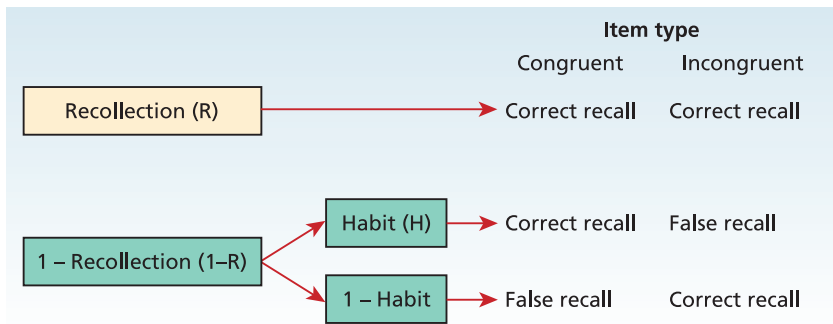 Item type
Congruent Incongruent
Recollection (R) Correct recall Correct recall
Habit (H) Correct recall False recall
1 – Recollection (1–R)
1 – Habit False recall Correct recall